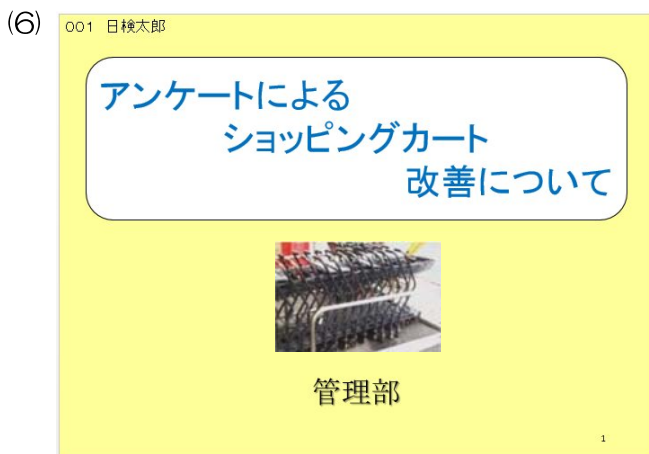 (6)
001 日検太郎
アンケートによる
ショッピングカート
改善について
管理部
1